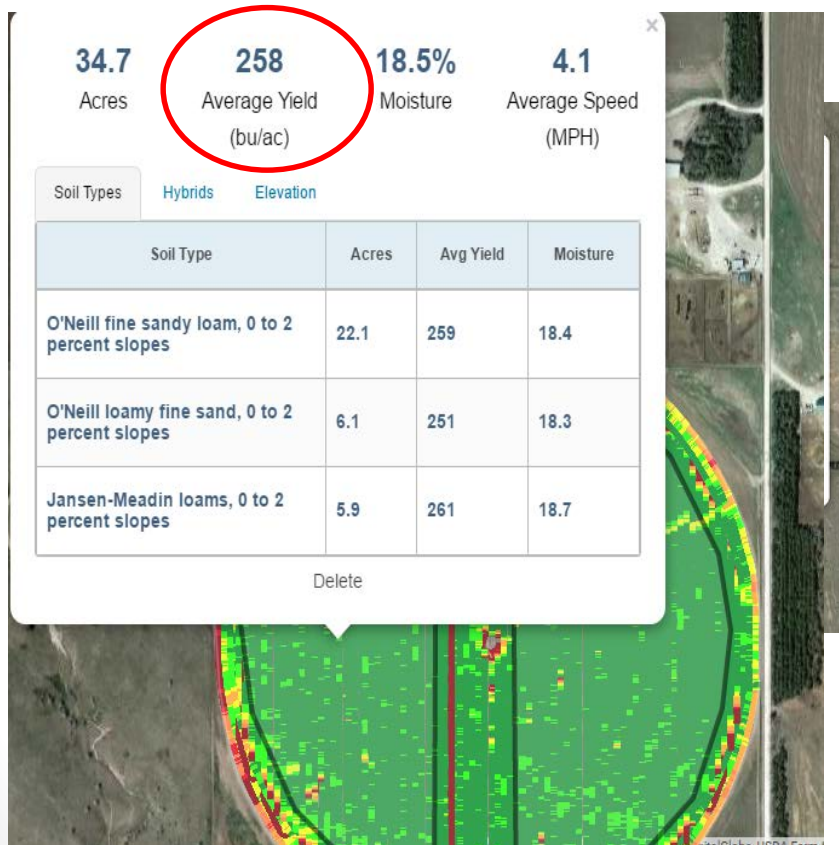 ×
34.7 258 18.5% 4.1
Acres Average Yield Moisture Average Speed
(bu/ac) (MPH)
Soil Types Hybrids Elevation
Soil Type Acres Avg Yield Moisture
O'Neill fine sandy loam, 0 to 2
percent slopes 22.1 259 18.4
O'Neill loamy fine sand, 0 to 2
percent slopes 6.1 251 18.3
Jansen-Meadin loams, 0 to 2
percent slopes 5.9 261 18.7
Delete